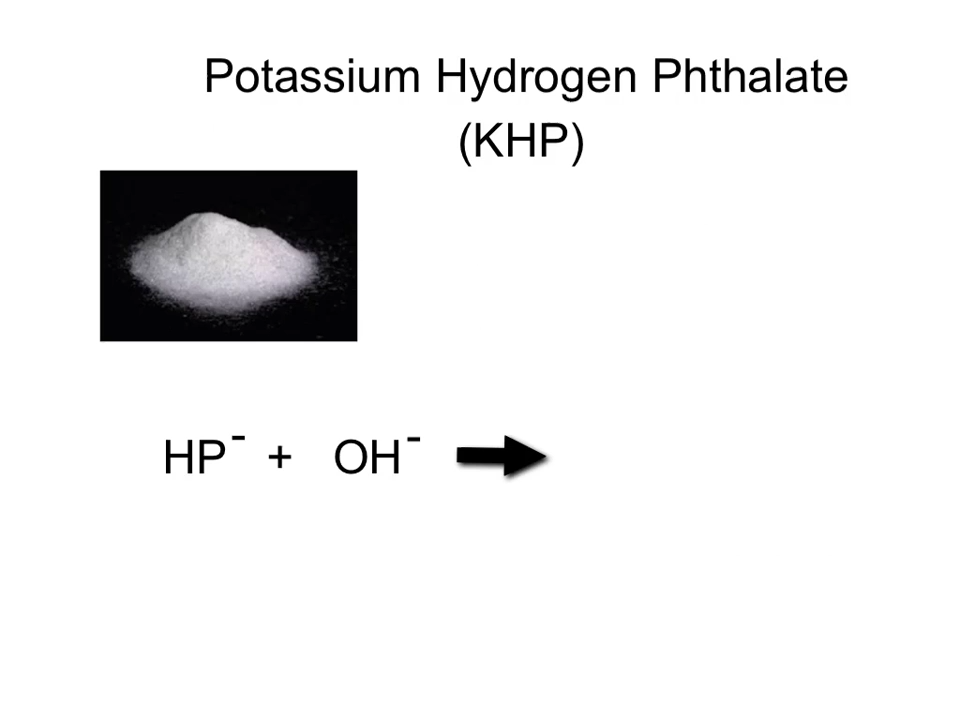 Potassium Hydrogen Phthalate
(KHP)
HP - + OH -